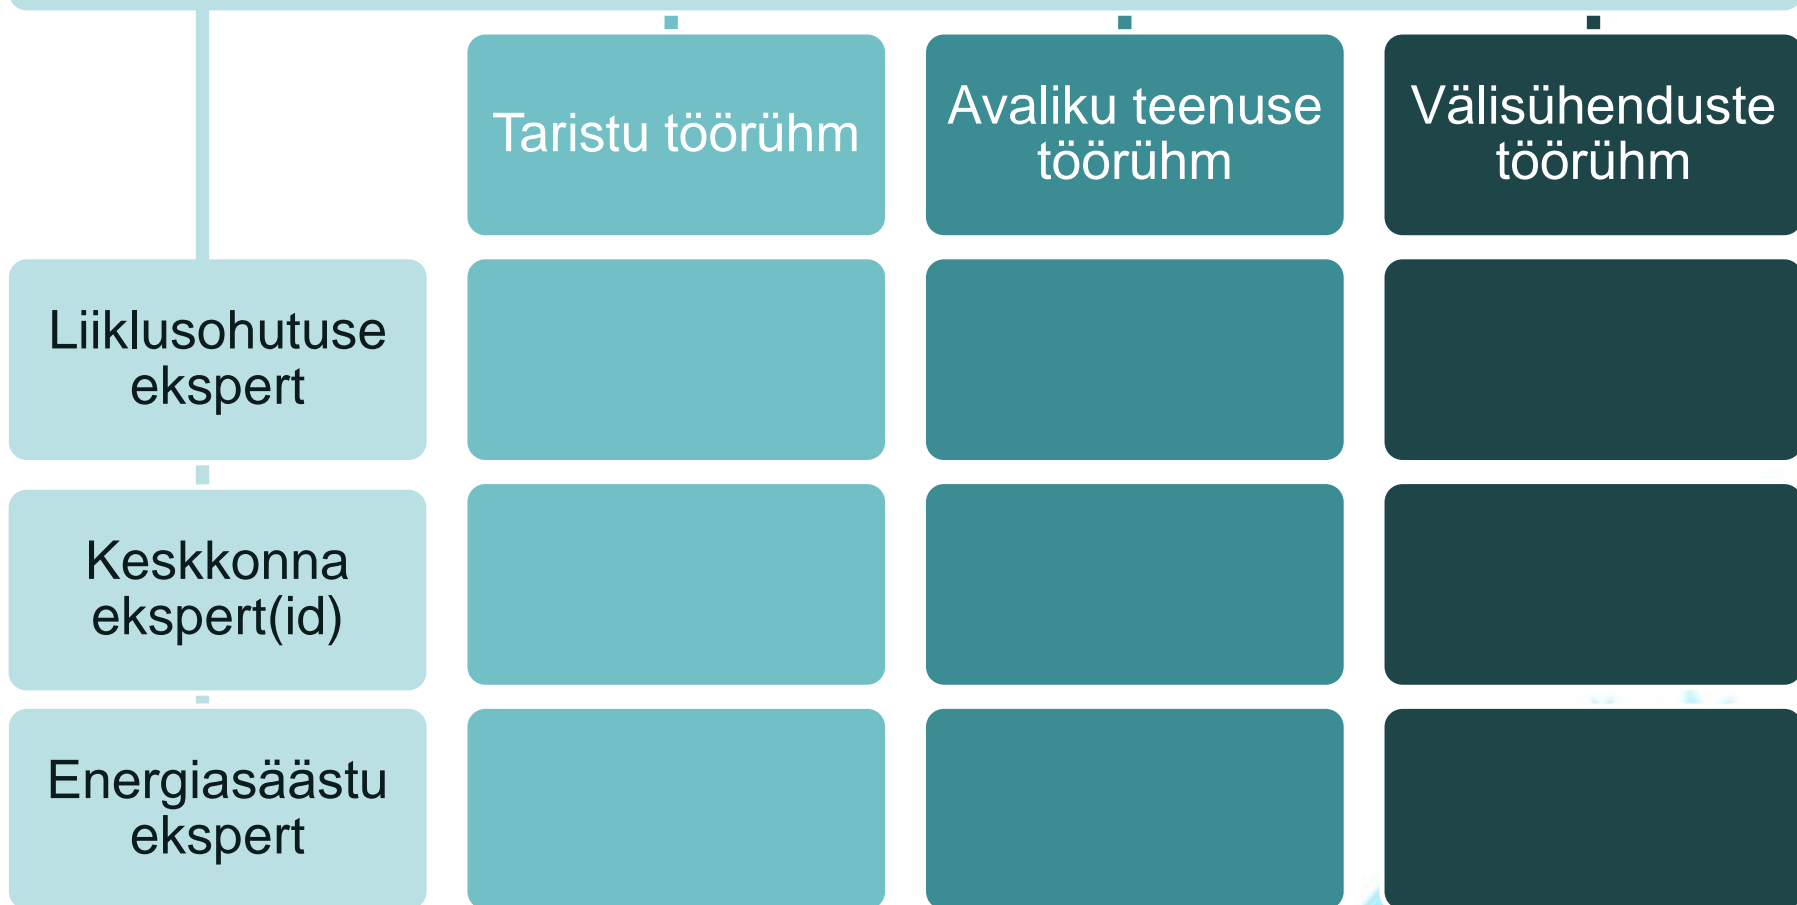 Taristu töörühm
Avaliku teenuse
töörühm
Välisühenduste
töörühm
Liiklusohutuse
ekspert
Keskkonna
ekspert(id)
Energiasäästu
ekspert